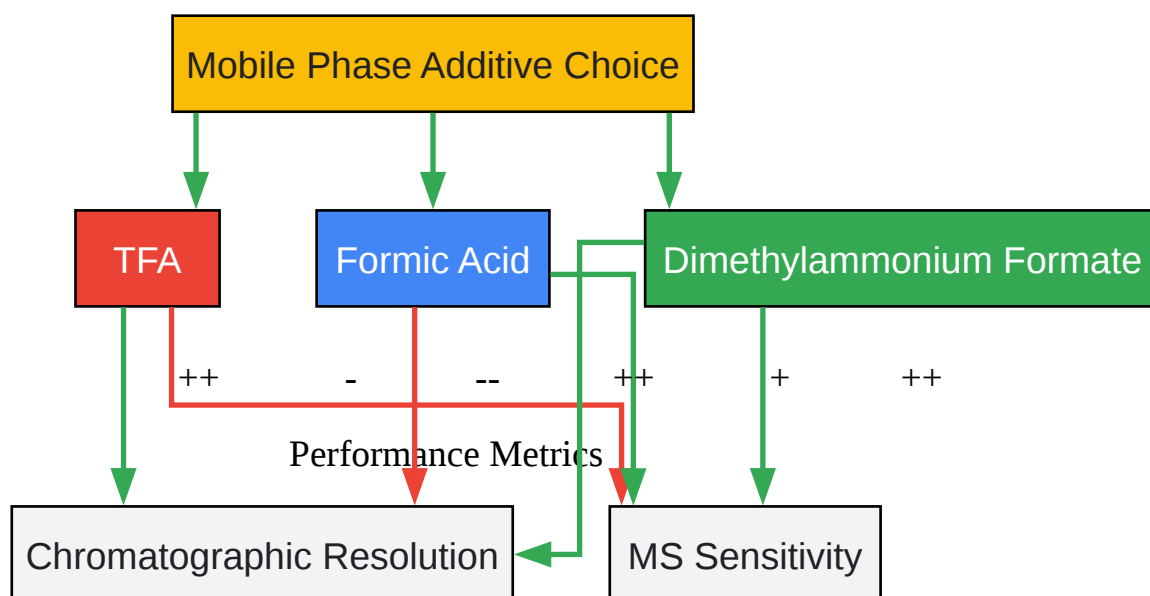 Mobile Phase Additive Choice
TFA
Formic Acid
Dimethylammonium Formate
++ - -- ++ + ++
Performance Metrics
Chromatographic Resolution
MS Sensitivity